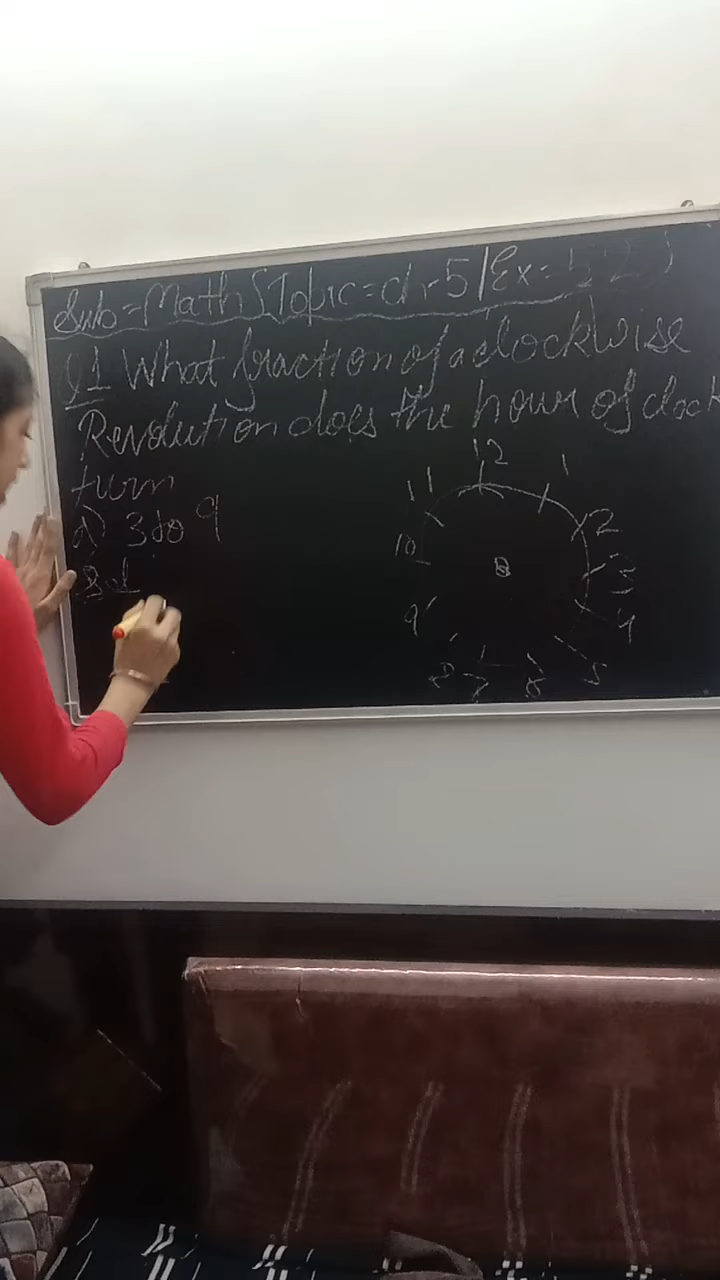 Sub = Math [Topic = ch-5 / Ex = 5.2]
Q1 What fraction of a clockwise
Revolution does the hour of clock
turn
a) 3 to 9
Sol
12
11 1
10 2
9 3
4
8 7 6 5